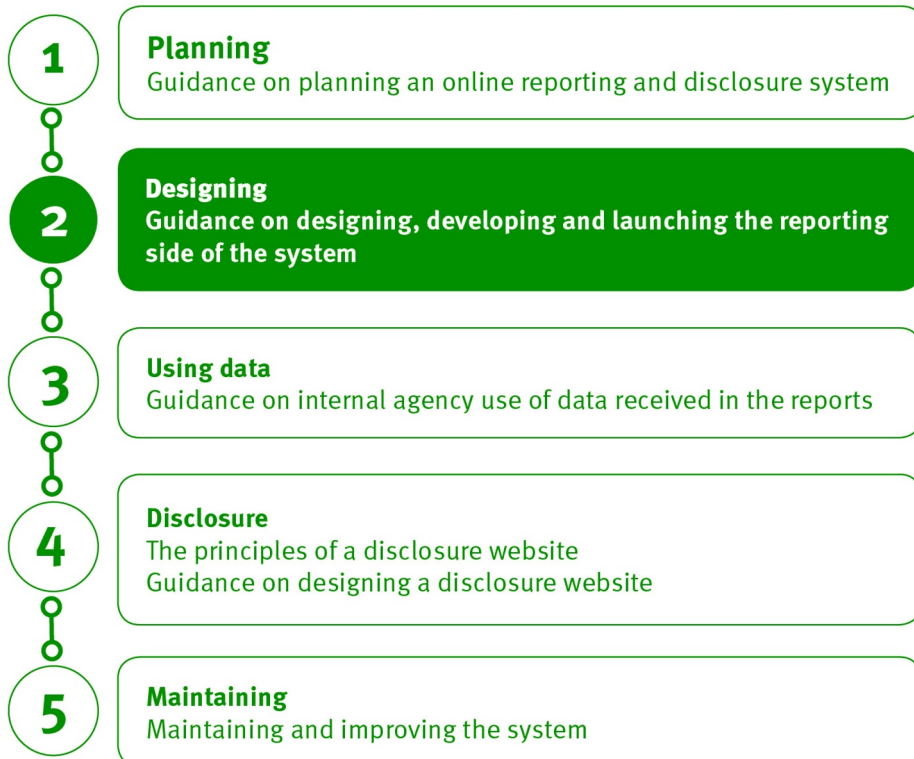 1
Planning
Guidance on planning an online reporting and disclosure system
2
Designing
Guidance on designing, developing and launching the reporting
side of the system
3
Using data
Guidance on internal agency use of data received in the reports
4
Disclosure
The principles of a disclosure website
Guidance on designing a disclosure website
5
Maintaining
Maintaining and improving the system